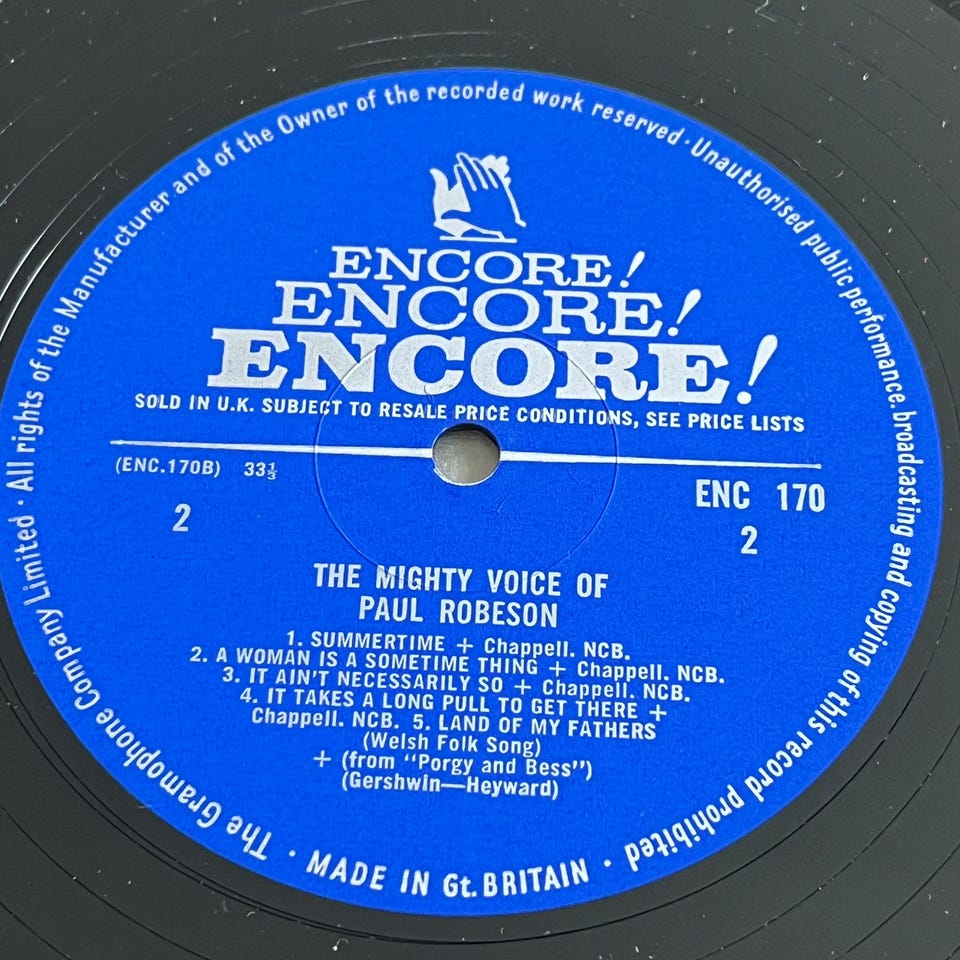 The Gramophone Company Limited · All rights of the Manufacturer and of the Owner of the recorded work reserved · Unauthorised public performance. broadcasting and copying of this record prohibited ·
ENCORE!
ENCORE!
ENCORE!
SOLD IN U.K. SUBJECT TO RESALE PRICE CONDITIONS, SEE PRICE LISTS
(ENC.170B) 33⅓
ENC 170
2
2
THE MIGHTY VOICE OF
PAUL ROBESON
1. SUMMERTIME + Chappell. NCB.
2. A WOMAN IS A SOMETIME THING + Chappell. NCB.
3. IT AIN'T NECESSARILY SO + Chappell. NCB.
4. IT TAKES A LONG PULL TO GET THERE +
Chappell. NCB. 5. LAND OF MY FATHERS
(Welsh Folk Song)
+ (from "Porgy and Bess")
(Gershwin—Heyward)
MADE IN Gt. BRITAIN ·